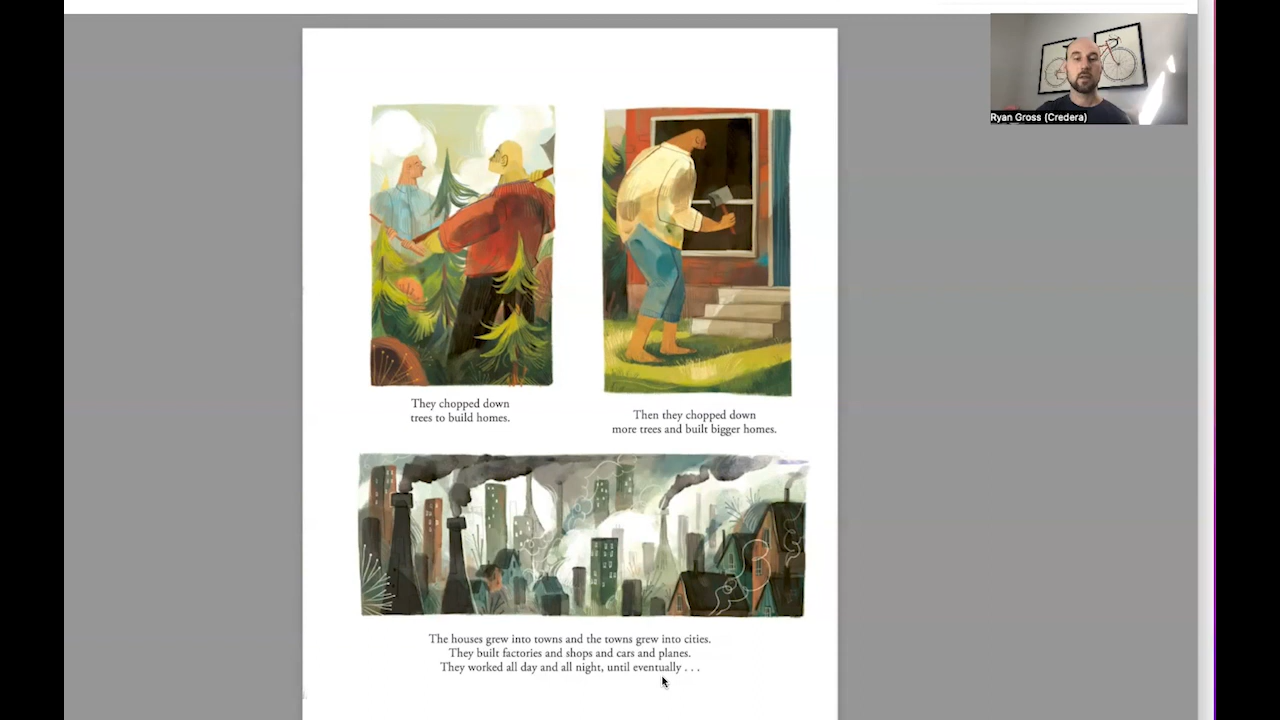 Ryan Gross (Credera)
They chopped down
trees to build homes.
Then they chopped down
more trees and built bigger homes.
The houses grew into towns and the towns grew into cities.
They built factories and shops and cars and planes.
They worked all day and all night, until eventually . . .